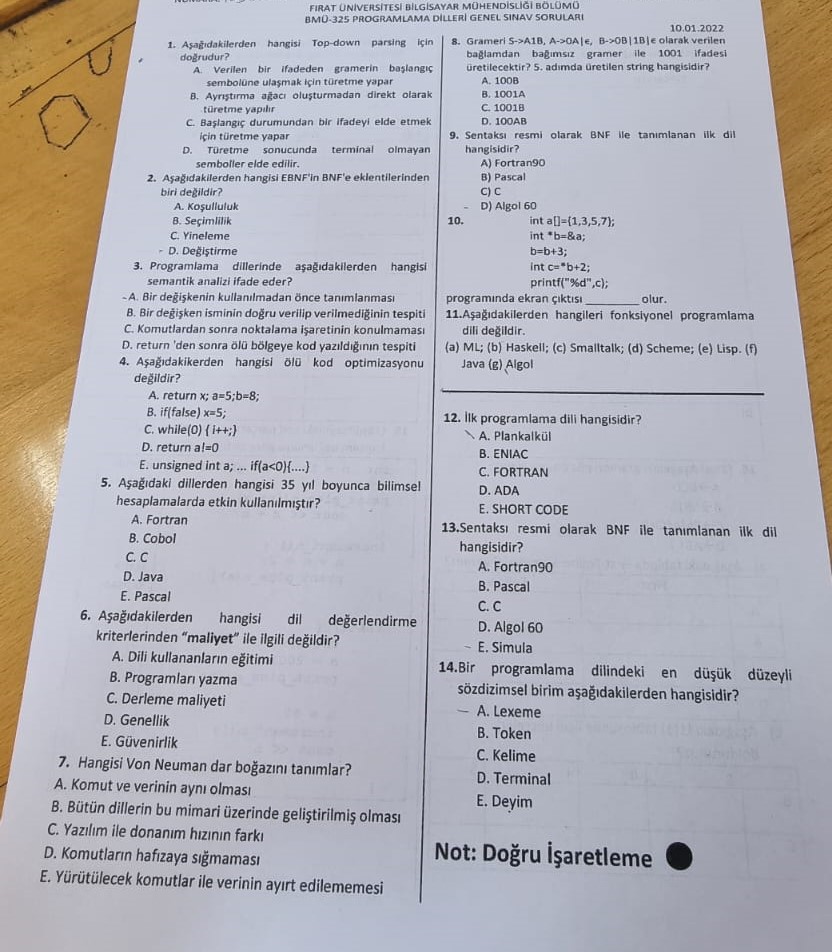 FIRAT ÜNİVERSİTESİ BİLGİSAYAR MÜHENDİSLİĞİ BÖLÜMÜ
BMÜ-325 PROGRAMLAMA DİLLERİ GENEL SINAV SORULARI
10.01.2022
1. Aşağıdakilerden hangisi Top-down parsing için
doğrudur?
A. Verilen bir ifadeden gramerin başlangıç
sembolüne ulaşmak için türetme yapar
B. Ayrıştırma ağacı oluşturmadan direkt olarak
türetme yapılır
C. Başlangıç durumundan bir ifadeyi elde etmek
için türetme yapar
D. Türetme sonucunda terminal olmayan
semboller elde edilir.
2. Aşağıdakilerden hangisi EBNF'in BNF'e eklentilerinden
biri değildir?
A. Koşulluluk
B. Seçimlilik
C. Yineleme
D. Değiştirme
3. Programlama dillerinde aşağıdakilerden hangisi
semantik analizi ifade eder?
A. Bir değişkenin kullanılmadan önce tanımlanması
B. Bir değişken isminin doğru verilip verilmediğinin tespiti
C. Komutlardan sonra noktalama işaretinin konulmaması
D. return 'den sonra ölü bölgeye kod yazıldığının tespiti
4. Aşağıdakikerden hangisi ölü kod optimizasyonu
değildir?
A. return x; a=5;b=8;
B. if(false) x=5;
C. while(0) { i++;}
D. return a!=0
E. unsigned int a; ... if(a<0){....}
5. Aşağıdaki dillerden hangisi 35 yıl boyunca bilimsel
hesaplamalarda etkin kullanılmıştır?
A. Fortran
B. Cobol
C. C
D. Java
E. Pascal
6. Aşağıdakilerden hangisi dil değerlendirme
kriterlerinden "maliyet" ile ilgili değildir?
A. Dili kullananların eğitimi
B. Programları yazma
C. Derleme maliyeti
D. Genellik
E. Güvenirlik
7. Hangisi Von Neuman dar boğazını tanımlar?
A. Komut ve verinin aynı olması
B. Bütün dillerin bu mimari üzerinde geliştirilmiş olması
C. Yazılım ile donanım hızının farkı
D. Komutların hafızaya sığmaması
E. Yürütülecek komutlar ile verinin ayırt edilememesi
8. Grameri S->A1B, A->0A|ϵ, B->0B|1B|ϵ olarak verilen
bağlamdan bağımsız gramer ile 1001 ifadesi
üretilecektir? 5. adımda üretilen string hangisidir?
A. 100B
B. 1001A
C. 1001B
D. 100AB
9. Sentaksı resmi olarak BNF ile tanımlanan ilk dil
hangisidir?
A) Fortran90
B) Pascal
C) C
D) Algol 60
10. int a[]={1,3,5,7};
int *b=&a;
b=b+3;
int c=*b+2;
printf("%d",c);
programında ekran çıktısı ________ olur.
11.Aşağıdakilerden hangileri fonksiyonel programlama
dili değildir.
(a) ML; (b) Haskell; (c) Smalltalk; (d) Scheme; (e) Lisp. (f)
Java (g) Algol
12. İlk programlama dili hangisidir?
A. Plankalkül
B. ENIAC
C. FORTRAN
D. ADA
E. SHORT CODE
13.Sentaksı resmi olarak BNF ile tanımlanan ilk dil
hangisidir?
A. Fortran90
B. Pascal
C. C
D. Algol 60
E. Simula
14.Bir programlama dilindeki en düşük düzeyli
sözdizimsel birim aşağıdakilerden hangisidir?
A. Lexeme
B. Token
C. Kelime
D. Terminal
E. Deyim
Not: Doğru İşaretleme